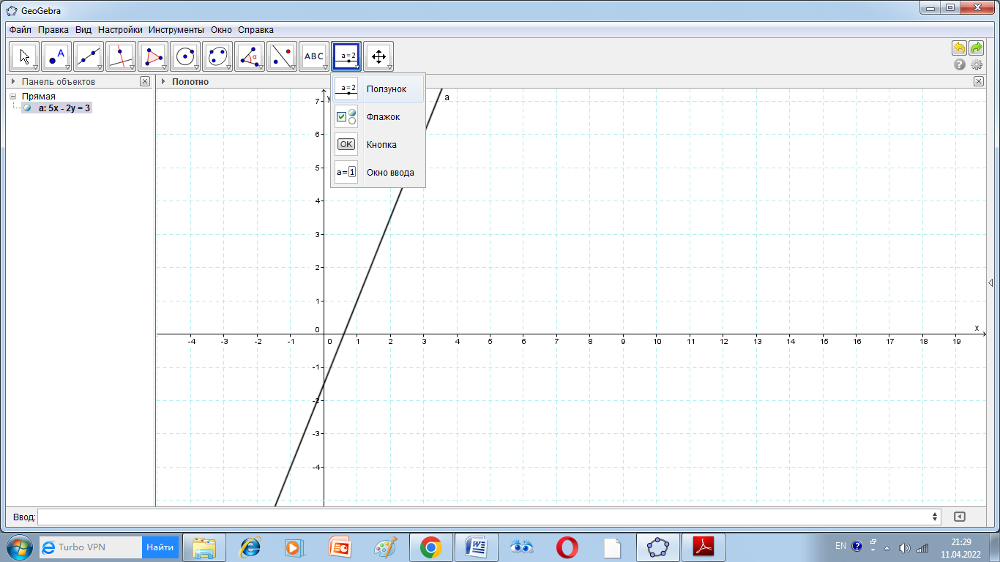 GeoGebra
Файл Правка Вид Настройки Инструменты Окно Справка
A α ABC a=2
Панель объектов
Полотно
Прямая
a: 5x - 2y = 3
a=2 Ползунок
Флажок
OK Кнопка
a=1 Окно ввода
y
a
7
6
5
4
3
2
1
0
x
-4 -3 -2 -1 0 1 2 3 4 5 6 7 8 9 10 11 12 13 14 15 16 17 18 19
-1
-2
-3
-4
Ввод:
Turbo VPN Найти
EN
21:29
11.04.2022